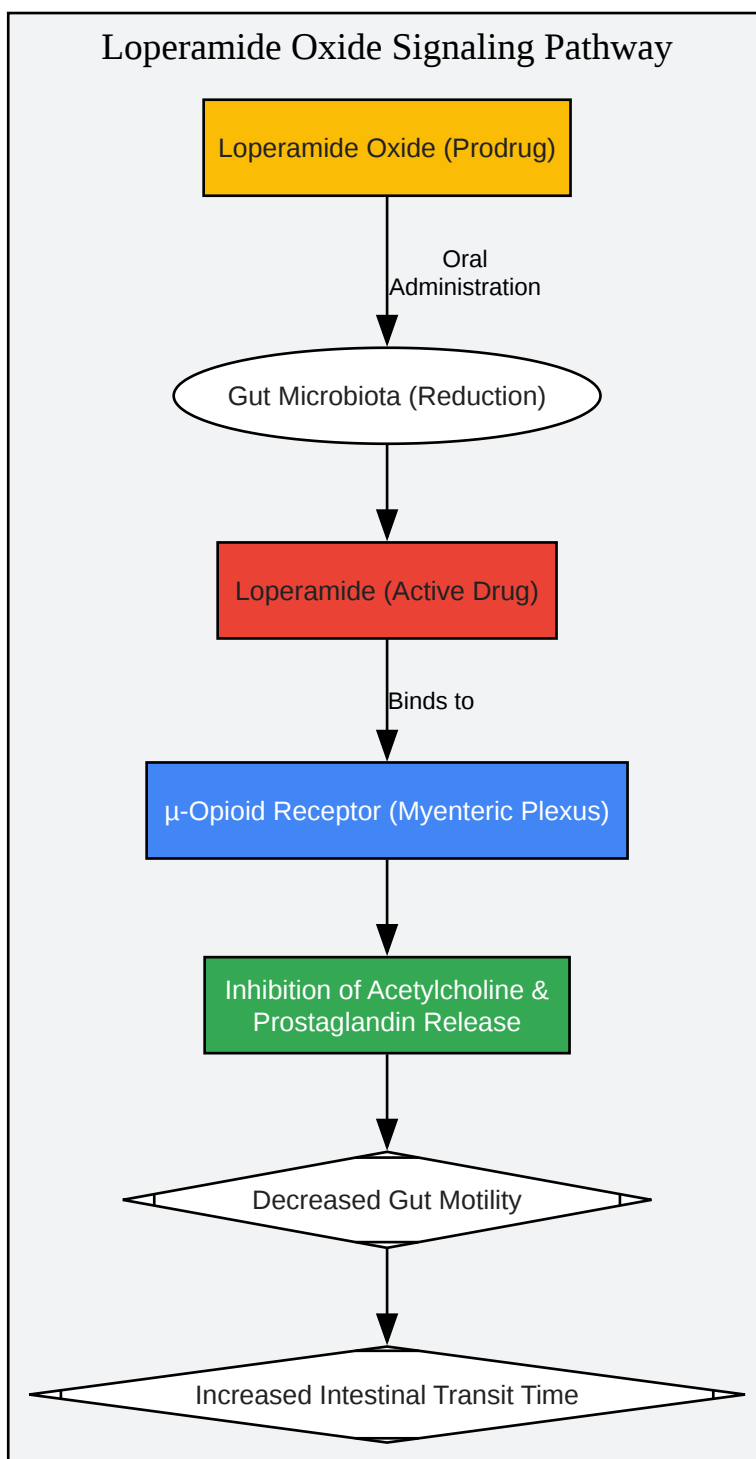 Loperamide Oxide Signaling Pathway
Loperamide Oxide (Prodrug)
Oral
Administration
Gut Microbiota (Reduction)
Loperamide (Active Drug)
Binds to
µ-Opioid Receptor (Myenteric Plexus)
Inhibition of Acetylcholine &
Prostaglandin Release
Decreased Gut Motility
Increased Intestinal Transit Time